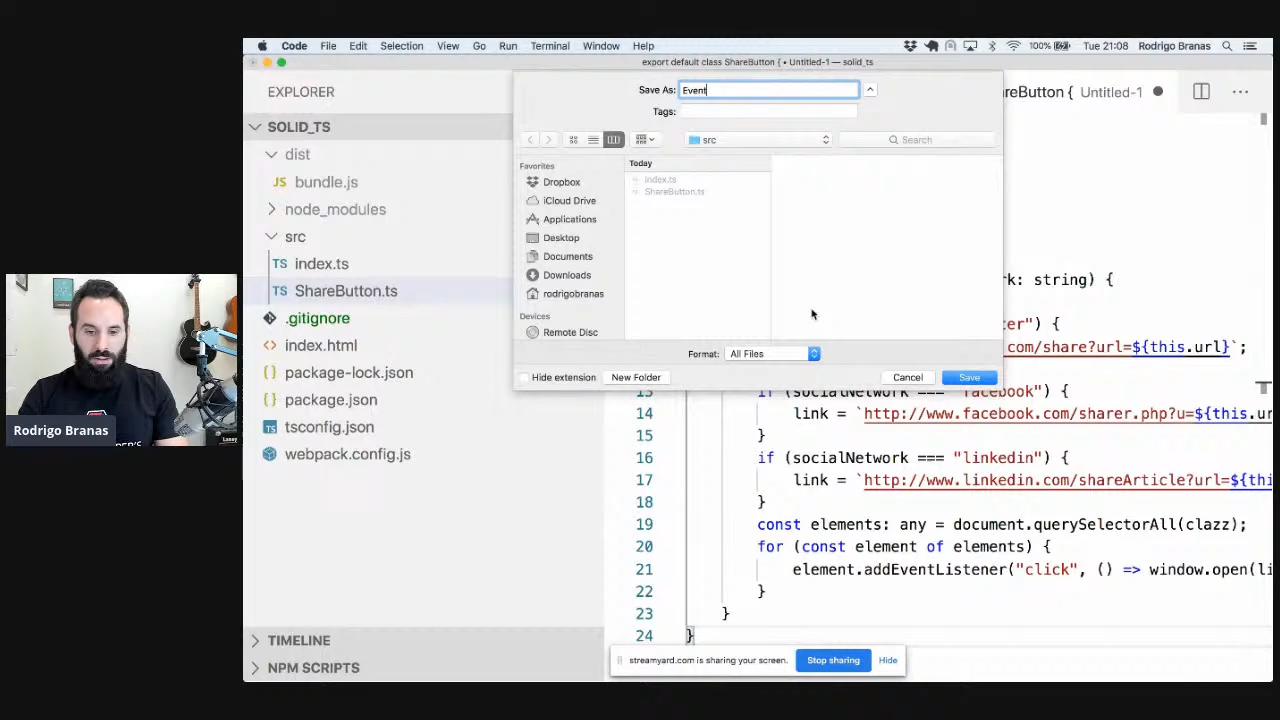 Code File Edit Selection View Go Run Terminal Window Help 100% Tue 21:08 Rodrigo Branas
export default class ShareButton { • Untitled-1 — solid_ts
EXPLORER
reButton { Untitled-1
SOLID_TS
dist
JS bundle.js
node_modules
src
TS index.ts
TS ShareButton.ts
.gitignore
index.html
{} package-lock.json
{} package.json
TS tsconfig.json
webpack.config.js
TIMELINE
NPM SCRIPTS
Save As: Event
Tags:
src
Search
Favorites
Dropbox
iCloud Drive
Applications
Desktop
Documents
Downloads
rodrigobranas
Devices
Remote Disc
Today
index.ts
ShareButton.ts
Format: All Files
Hide extension New Folder Cancel Save
rk: string) {
er") {
com/share?url=${this.url}`;
13 if (socialNetwork === "facebook") {
14 link = `http://www.facebook.com/sharer.php?u=${this.ur
15 }
16 if (socialNetwork === "linkedin") {
17 link = `http://www.linkedin.com/shareArticle?url=${thi
18 }
19 const elements: any = document.querySelectorAll(clazz);
20 for (const element of elements) {
21 element.addEventListener("click", () => window.open(li
22 }
23 }
24 }
streamyard.com is sharing your screen. Stop sharing Hide
Rodrigo Branas